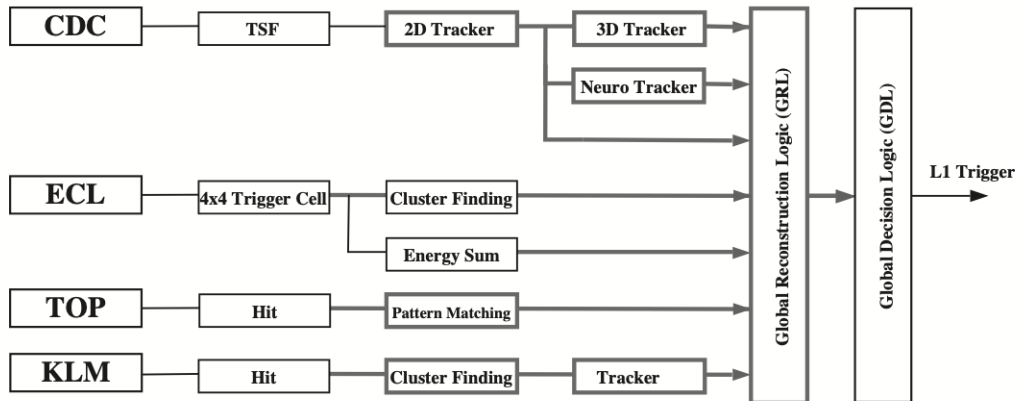 CDC
TSF
2D Tracker
3D Tracker
Neuro Tracker
ECL
4x4 Trigger Cell
Cluster Finding
Energy Sum
TOP
Hit
Pattern Matching
KLM
Hit
Cluster Finding
Tracker
Global Reconstruction Logic (GRL)
Global Decision Logic (GDL)
L1 Trigger